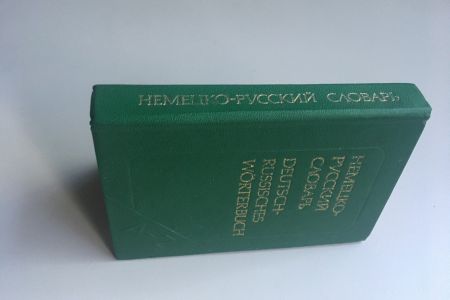 НЕМЕЦКО-РУССКИЙ СЛОВАРЬ
НЕМЕЦКО-
РУССКИЙ
СЛОВАРЬ
DEUTSCH-
RUSSISCHES
WÖRTERBUCH